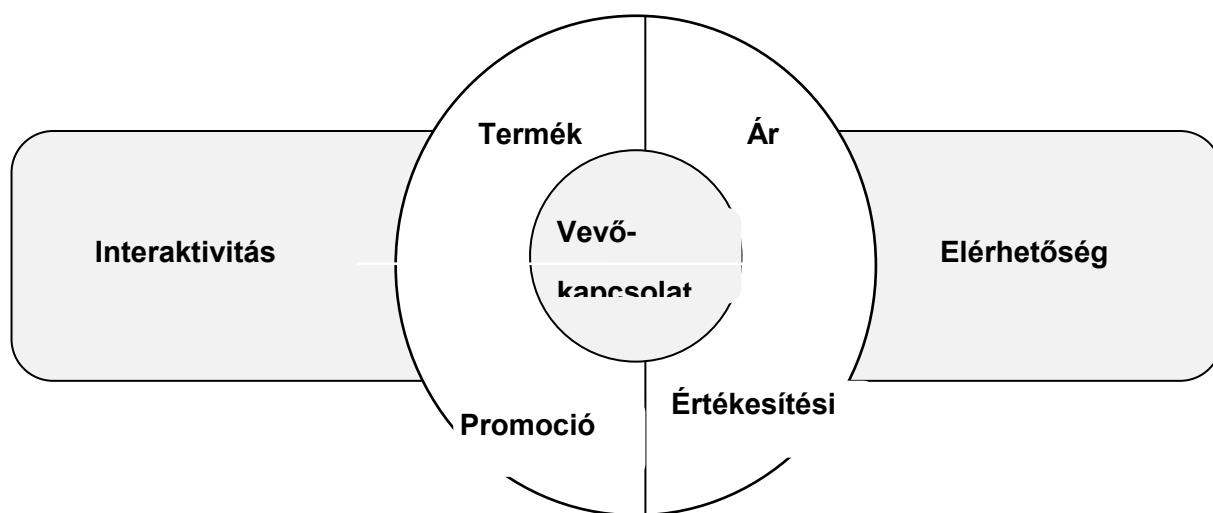 Termék
Ár
Interaktivitás
Vevő-
kapcsolat
Elérhetőség
Promoció
Értékesítési